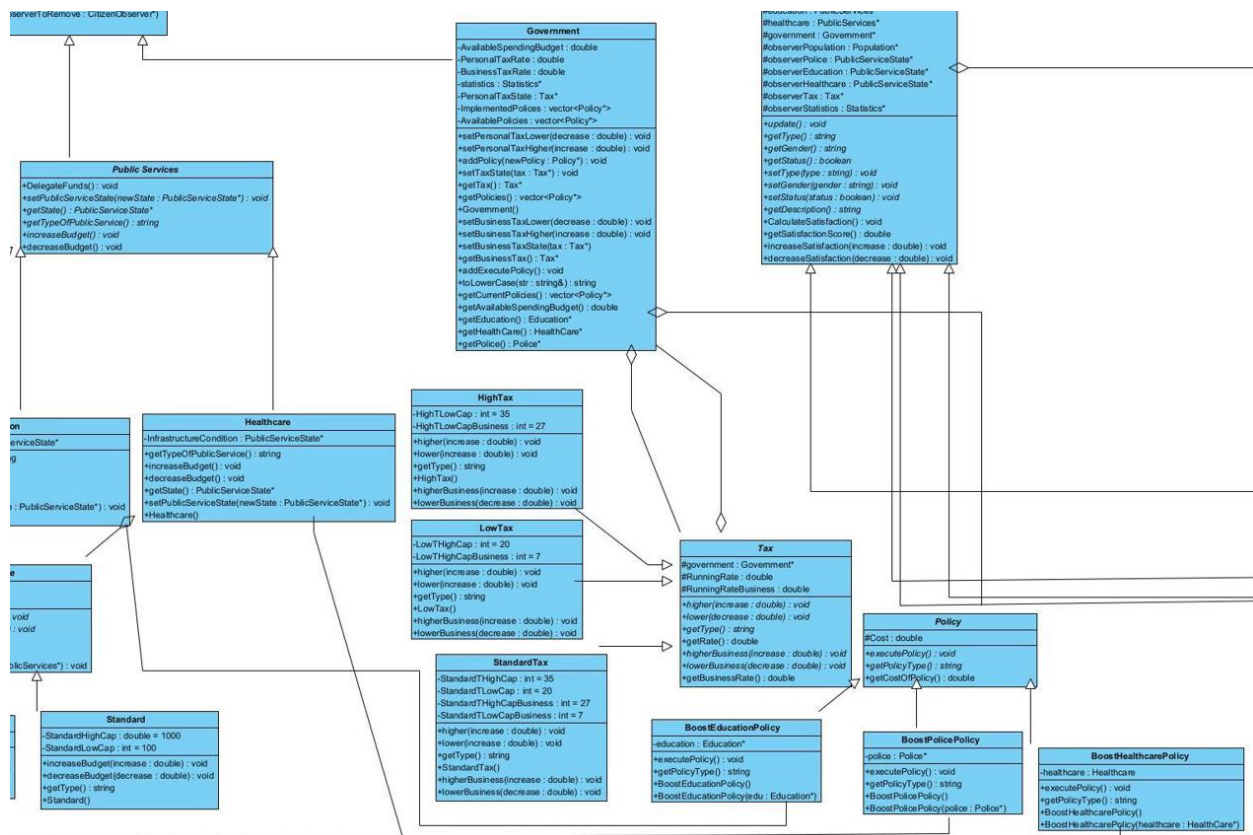 observerToRemove : CitizenObserver*)
Government
-AvailableSpendingBudget : double
-PersonalTaxRate : double
-BusinessTaxRate : double
-statistics : Statistics*
-PersonalTaxState : Tax*
-ImplementedPolices : vector<Policy*>
-AvailablePolicies : vector<Policy*>
+setPersonalTaxLower(decrease : double) : void
+setPersonalTaxHigher(increase : double) : void
+addPolicy(newPolicy : Policy*) : void
+setTaxState(tax : Tax*) : void
+getTax() : Tax*
+getPolicies() : vector<Policy*>
+Government()
+setBusinessTaxLower(decrease : double) : void
+setBusinessTaxHigher(increase : double) : void
+setBusinessTaxState(tax : Tax*)
+getBusinessTax() : Tax*
+addExecutePolicy() : void
+toLowerCase(str : string&) : string
+getCurrentPolicies() : vector<Policy*>
+getAvailableSpendingBudget() : double
+getEducation() : Education*
+getHealthCare() : HealthCare*
+getPolice() : Police*
#education : PublicServices*
#healthcare : PublicServices*
#government : Government*
#observerPopulation : Population*
#observerPolice : PublicServiceState*
#observerEducation : PublicServiceState*
#observerHealthcare : PublicServiceState*
#observerTax : Tax*
#observerStatistics : Statistics*
+update() : void
+getType() : string
+getGender() : string
+getStatus() : boolean
+setType(type : string) : void
+setGender(gender : string) : void
+setStatus(status : boolean) : void
+getDescription() : string
+CalculateSatisfaction() : void
+getSatisfactionScore() : double
+increaseSatisfaction(increase : double) : void
+decreaseSatisfaction(decrease : double) : void
Public Services
+DelegateFunds() : void
+setPublicServiceState(newState : PublicServiceState*) : void
+getState() : PublicServiceState*
+getTypeOfPublicService() : string
+increaseBudget() : void
+decreaseBudget() : void
on
erviceState*
ng
: PublicServiceState*) : void
Healthcare
-InfrastructureCondition : PublicServiceState*
+getTypeOfPublicService() : string
+increaseBudget() : void
+decreaseBudget() : void
+getState() : PublicServiceState*
+setPublicServiceState(newState : PublicServiceState*) : void
+Healthcare()
HighTax
-HighTLowCap : int = 35
-HighTLowCapBusiness : int = 27
+higher(increase : double) : void
+lower(increase : double) : void
+getType() : string
+HighTax()
+higherBusiness(increase : double) : void
+lowerBusiness(decrease : double) : void
LowTax
-LowTHighCap : int = 20
-LowTHighCapBusiness : int = 7
+higher(increase : double) : void
+lower(increase : double) : void
+getType() : string
+LowTax()
+higherBusiness(increase : double) : void
+lowerBusiness(decrease : double) : void
Tax
#government : Government*
#RunningRate : double
#RunningRateBusiness : double
+higher(increase : double) : void
+lower(decrease : double) : void
+getType() : string
+getRate() : double
+higherBusiness(increase : double) : void
+lowerBusiness(decrease : double) : void
+getBusinessRate() : double
e
void
) : void
blicServices*) : void
Policy
#Cost : double
+executePolicy() : void
+getPolicyType() : string
+getCostOfPolicy() : double
StandardTax
-StandardTHighCap : int = 35
-StandardTLowCap : int = 20
-StandardTHighCapBusiness : int = 27
-StandardTLowCapBusiness : int = 7
+higher(increase : double) : void
+lower(increase : double) : void
+getType() : string
+StandardTax()
+higherBusiness(increase : double) : void
+lowerBusiness(decrease : double) : void
Standard
-StandardHighCap : double = 1000
-StandardLowCap : int = 100
+increaseBudget(increase : double) : void
+decreaseBudget(decrease : double) : void
+getType() : string
+Standard()
BoostEducationPolicy
-education : Education*
+executePolicy() : void
+getPolicyType() : string
+BoostEducationPolicy()
+BoostEducationPolicy(edu : Education*)
BoostPolicePolicy
-police : Police*
+executePolicy() : void
+getPolicyType() : string
+BoostPolicePolicy()
+BoostPolicePolicy(police : Police*)
BoostHealthcarePolicy
-healthcare : Healthcare
+executePolicy() : void
+getPolicyType() : string
+BoostHealthcarePolicy()
+BoostHealthcarePolicy(healthcare : HealthCare*)